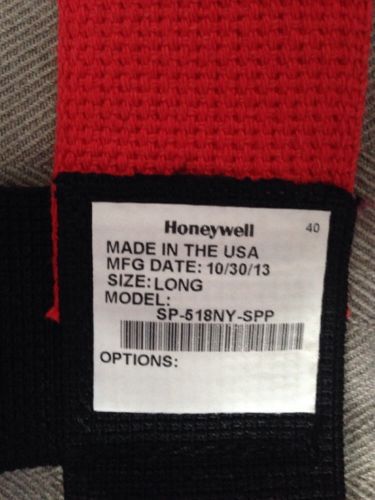 Honeywell 40
MADE IN THE USA
MFG DATE: 10/30/13
SIZE: LONG
MODEL:
SP-518NY-SPP
OPTIONS: